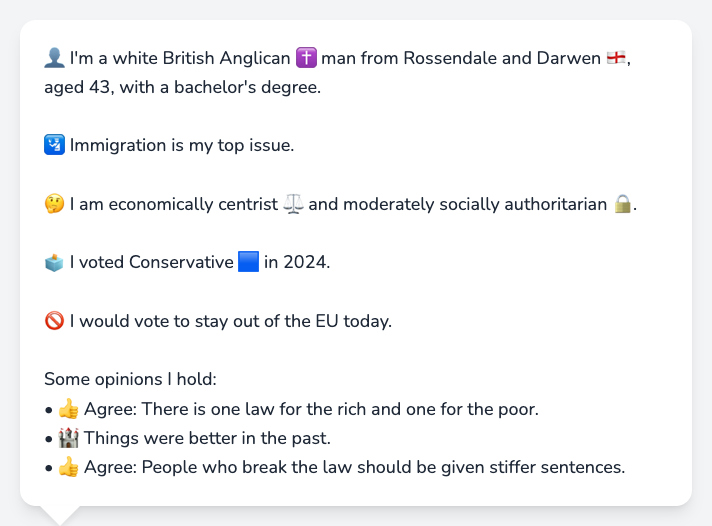 👤 I'm a white British Anglican ✝️ man from Rossendale and Darwen 🏴󠁧󠁢󠁥󠁮󠁧󠁿,
aged 43, with a bachelor's degree.
🛂 Immigration is my top issue.
🤔 I am economically centrist ⚖️ and moderately socially authoritarian 🔒.
🗳️ I voted Conservative 🟦 in 2024.
🚫 I would vote to stay out of the EU today.
Some opinions I hold:
• 👍 Agree: There is one law for the rich and one for the poor.
• 🏰 Things were better in the past.
• 👍 Agree: People who break the law should be given stiffer sentences.